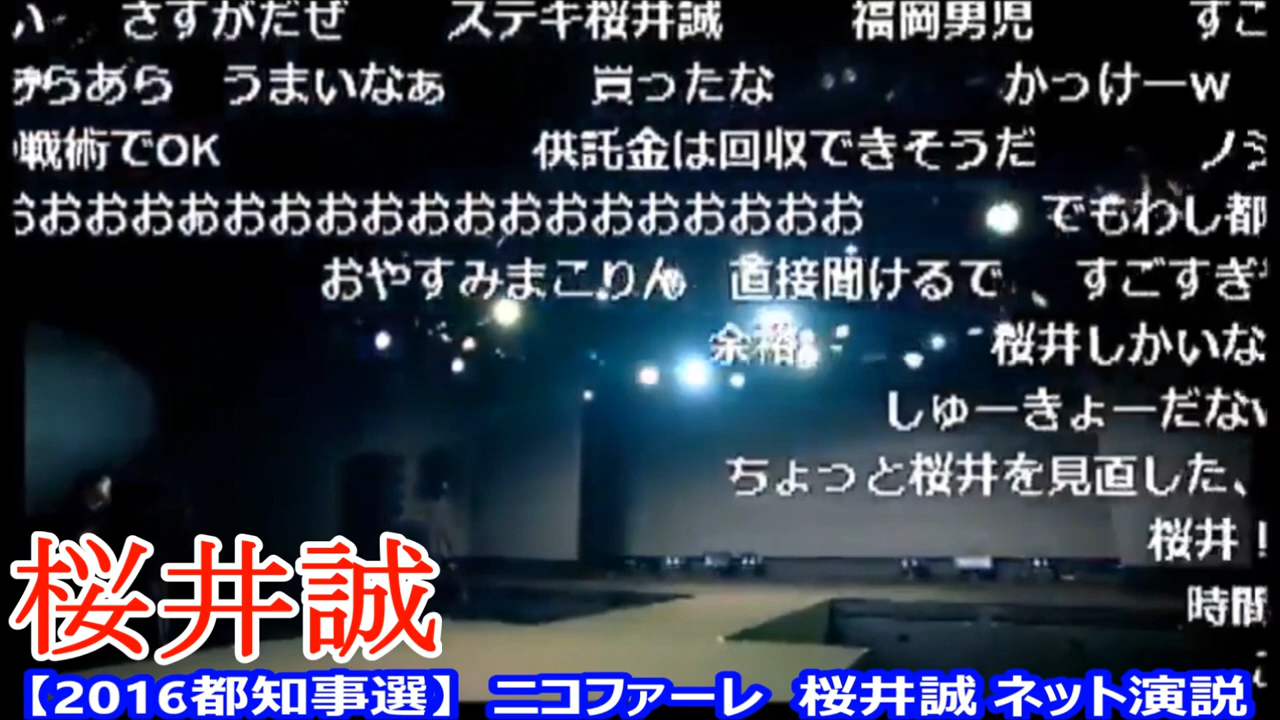 さすがだぜ ステキ桜井誠 福岡男児 すご
らあら うまいなぁ 買ったな かっけーw
戦術でOK 供託金は回収できそうだ ノ
おおおおおおおおおおおおおおおおおお でもわし都
おやすみまこりん 直接聞けるで、 すごすぎ
余裕 桜井しかいな
しゅーきょーだな
ちょっと桜井を見直した、
桜井！
時間
桜井誠
【2016都知事選】 ニコファーレ 桜井誠 ネット演説